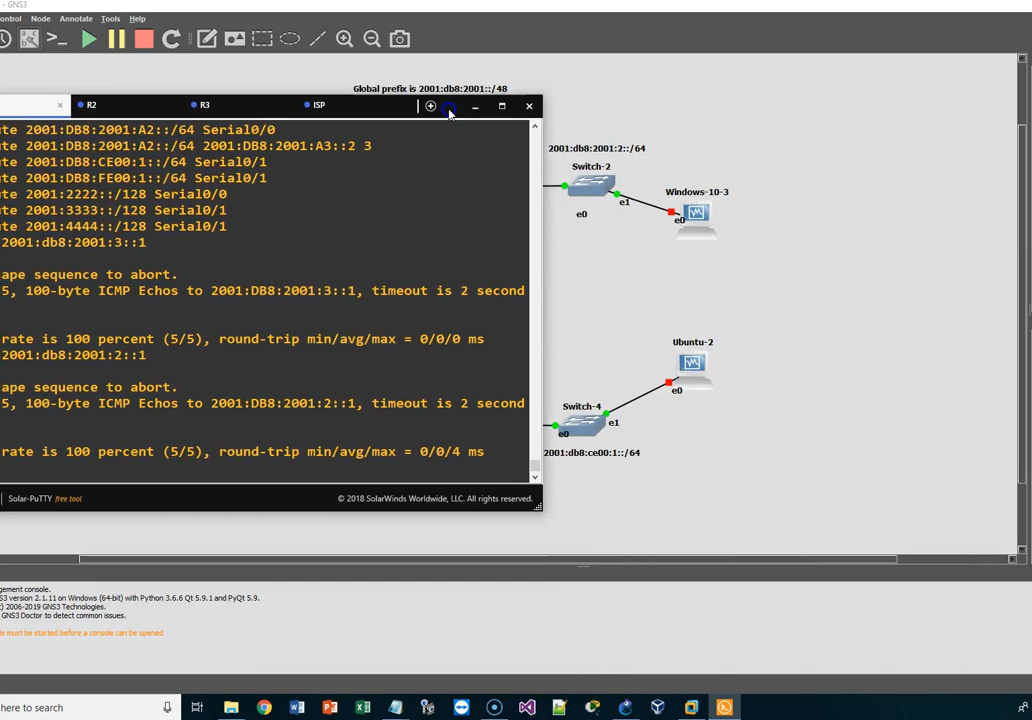 - GNS3
ontrol Node Annotate Tools Help
Global prefix is 2001:db8:2001::/48
R2 R3 ISP
ute 2001:DB8:2001:A2::/64 Serial0/0
ute 2001:DB8:2001:A2::/64 2001:DB8:2001:A3::2 3
ute 2001:DB8:CE00:1::/64 Serial0/1
ute 2001:DB8:FE00:1::/64 Serial0/1
ute 2001:2222::/128 Serial0/0
ute 2001:3333::/128 Serial0/1
ute 2001:4444::/128 Serial0/1
2001:db8:2001:3::1
ape sequence to abort.
5, 100-byte ICMP Echos to 2001:DB8:2001:3::1, timeout is 2 second
rate is 100 percent (5/5), round-trip min/avg/max = 0/0/0 ms
2001:db8:2001:2::1
ape sequence to abort.
5, 100-byte ICMP Echos to 2001:DB8:2001:2::1, timeout is 2 second
rate is 100 percent (5/5), round-trip min/avg/max = 0/0/4 ms
Solar-PuTTY free tool
© 2018 SolarWinds Worldwide, LLC. All rights reserved.
2001:db8:2001:2::/64
Switch-2
Windows-10-3
e1
e0
e0
Ubuntu-2
e0
Switch-4
e1
e0
2001:db8:ce00:1::/64
gement console.
S3 version 2.1.11 on Windows (64-bit) with Python 3.6.6 Qt 5.9.1 and PyQt 5.9.
) 2006-2019 GNS3 Technologies.
GNS3 Doctor to detect common issues.
le must be started before a console can be opened
here to search